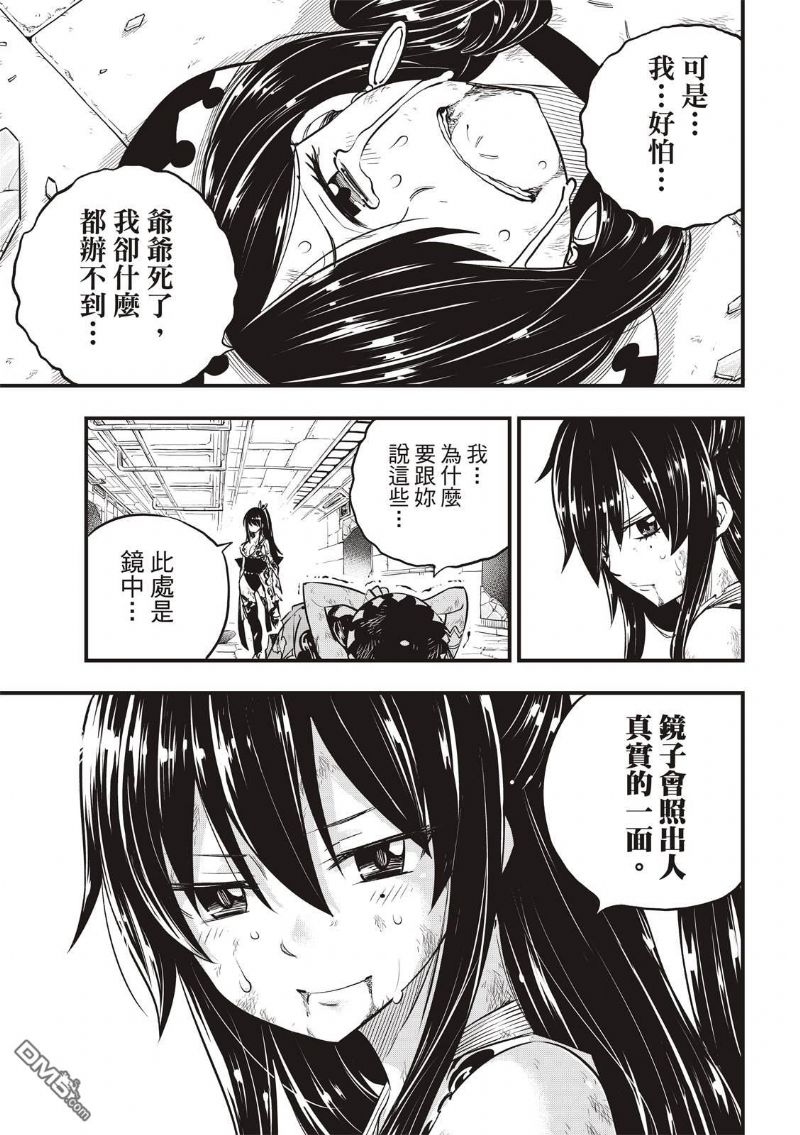 可是…
我…好怕…
爺爺死了，
我卻什麼
都辦不到…
我…
為什麼
要跟妳
說這些…
此處是
鏡中…
鏡子會照出人
真實的一面。
DM5